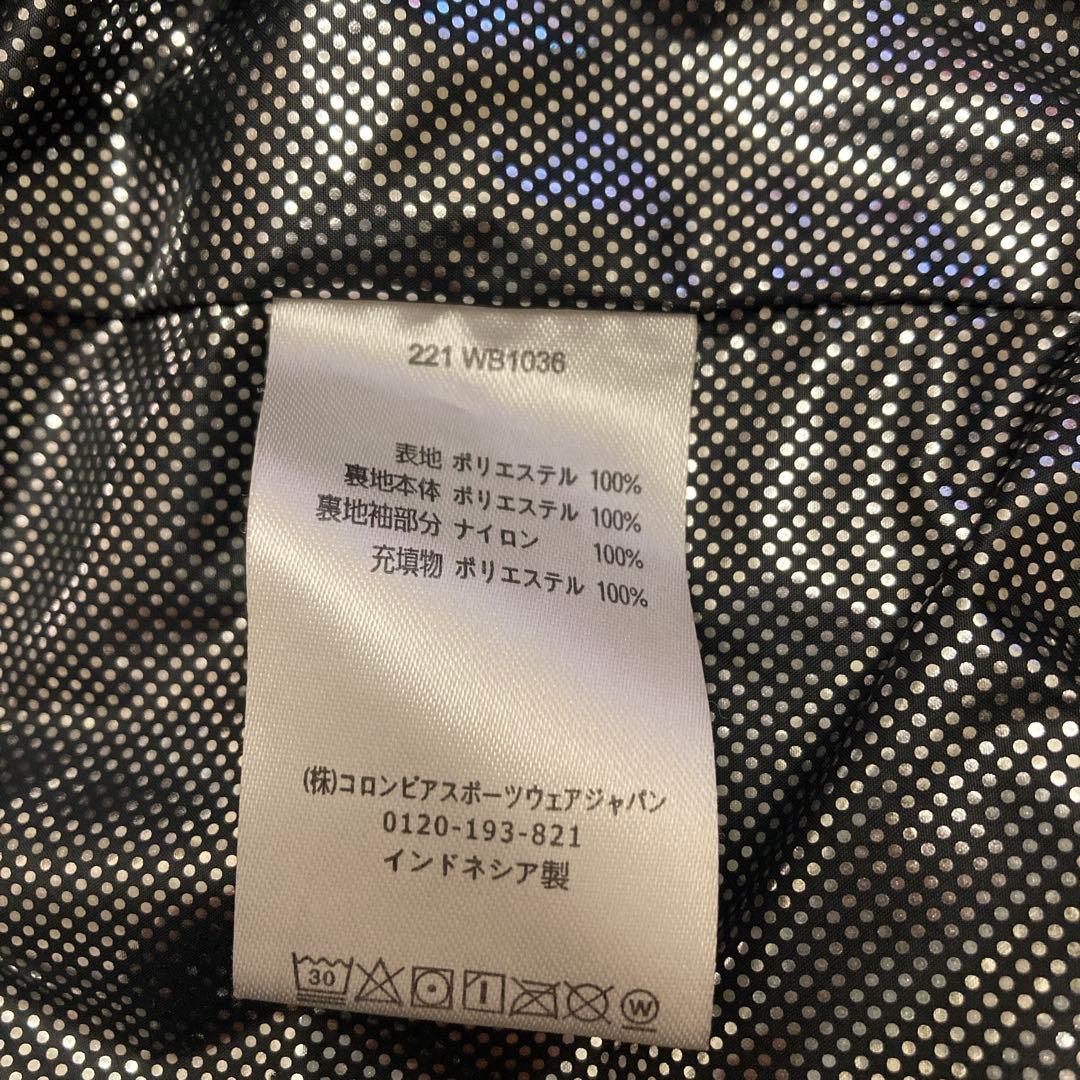 221 WB1036
表地 ポリエステル 100%
裏地本体 ポリエステル 100%
裏地袖部分 ナイロン 100%
充填物 ポリエステル 100%
(株)コロンビアスポーツウェアジャパン
0120-193-821
インドネシア製
30
W